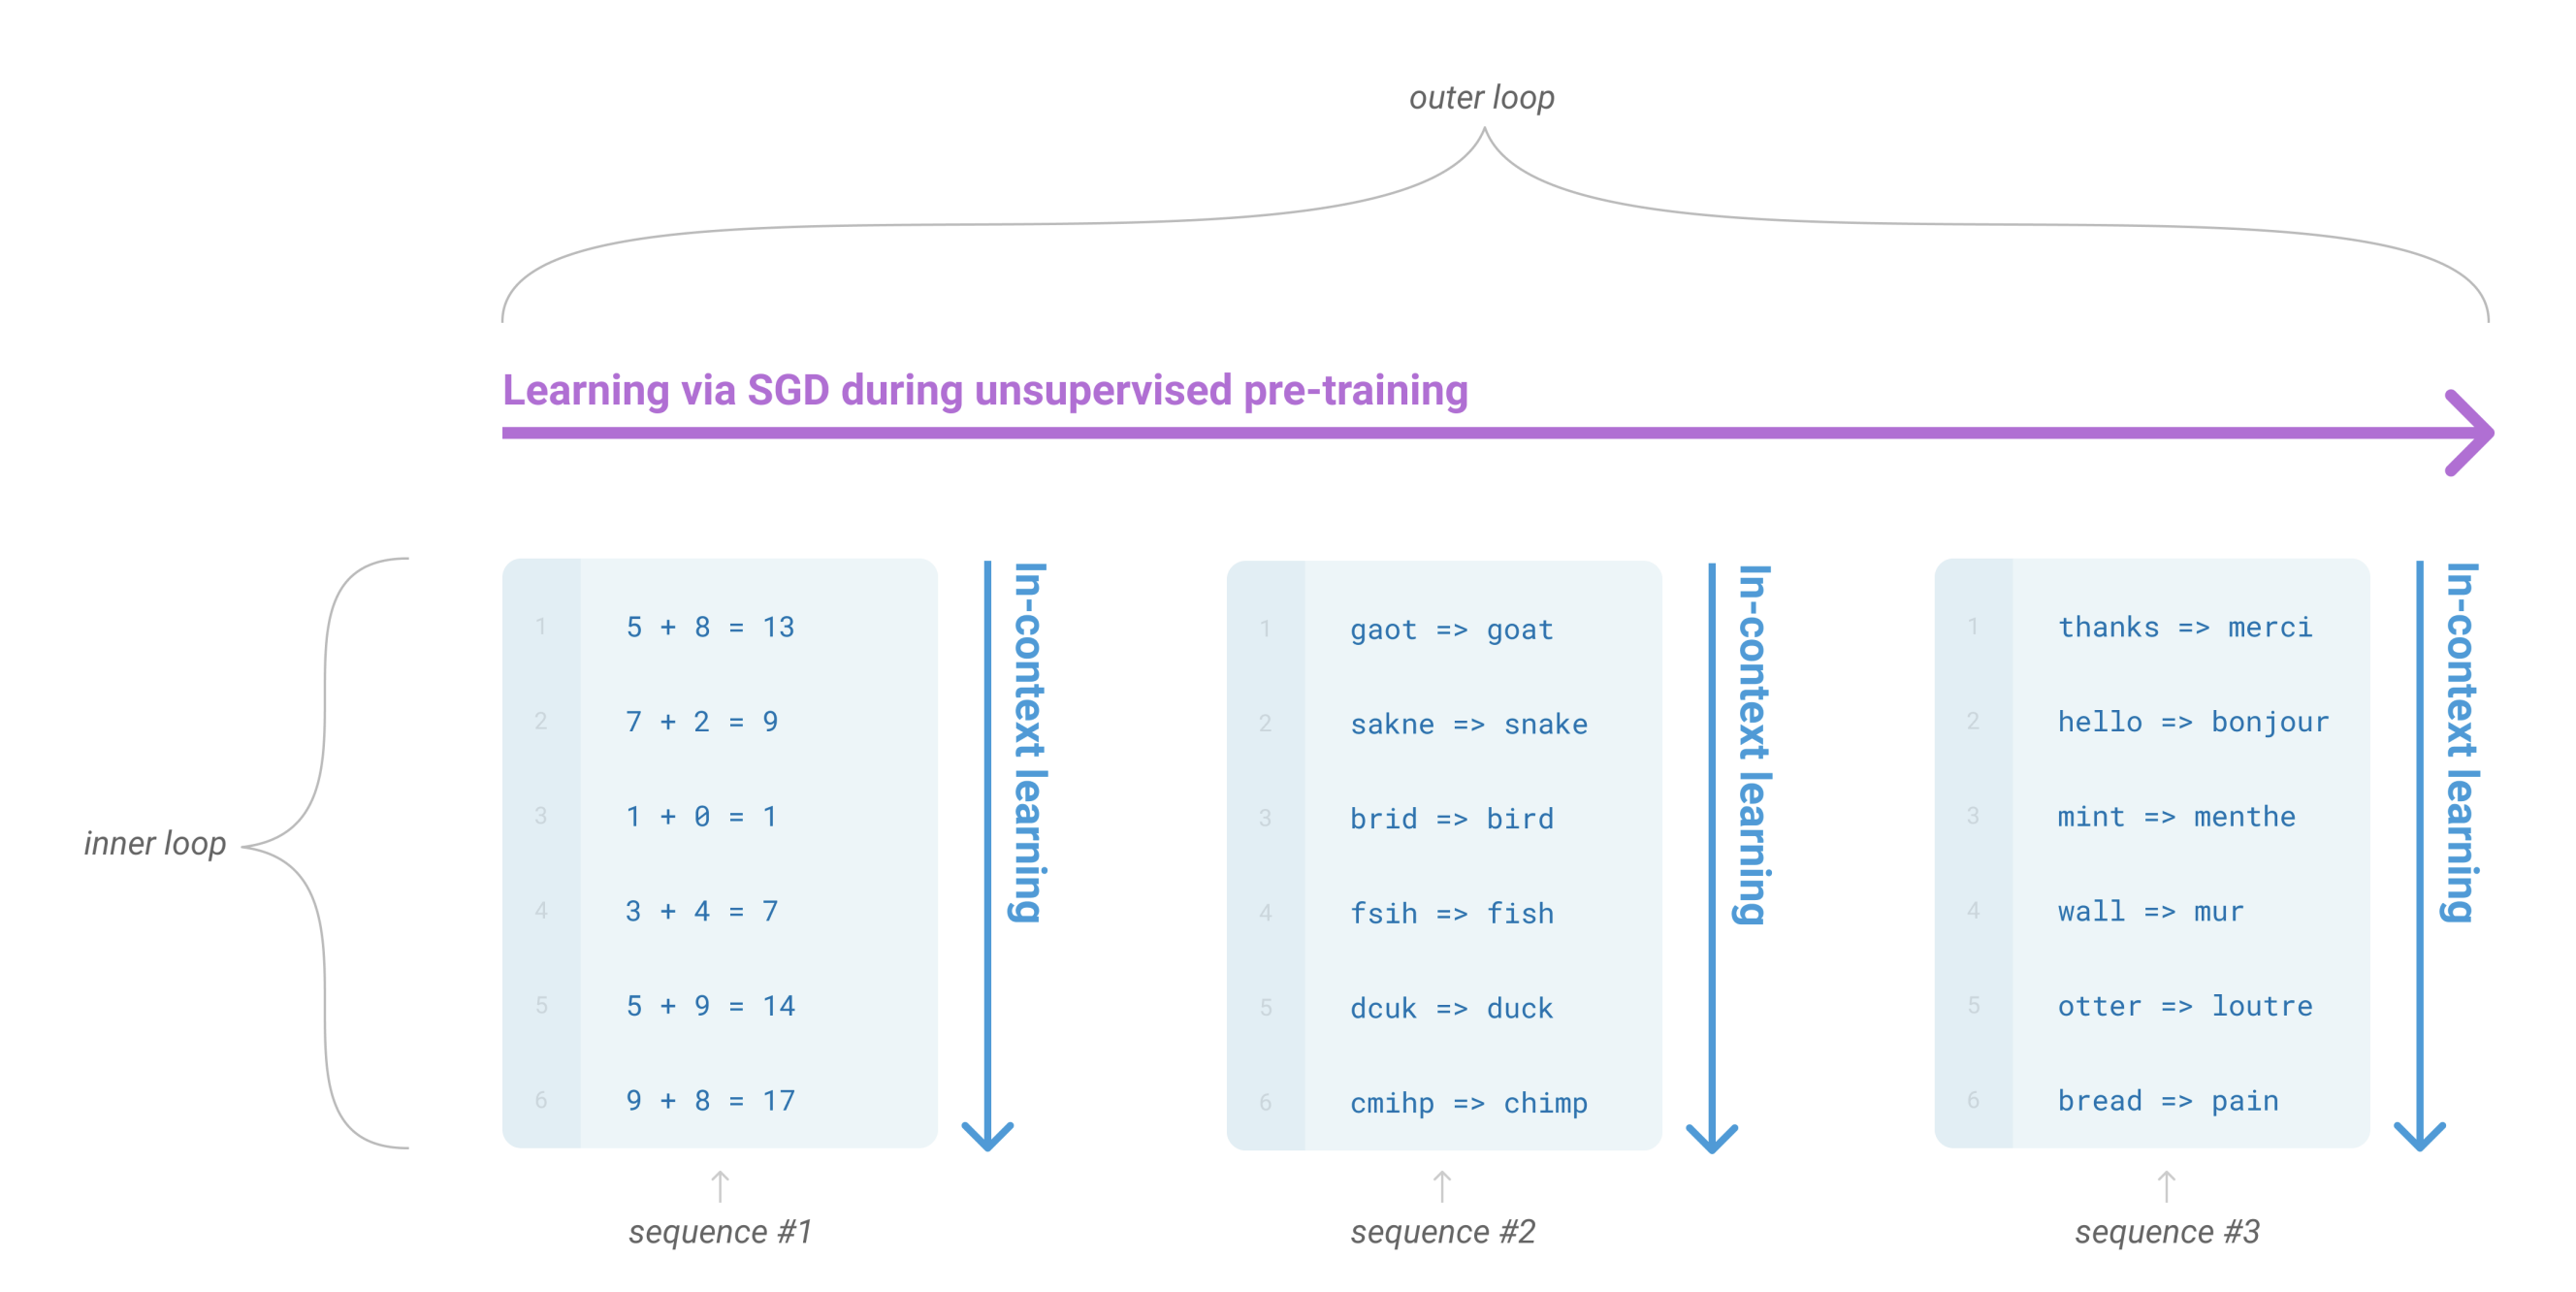 outer loop
Learning via SGD during unsupervised pre-training
inner loop
1 5 + 8 = 13
2 7 + 2 = 9
3 1 + 0 = 1
4 3 + 4 = 7
5 5 + 9 = 14
6 9 + 8 = 17
In-context learning
sequence #1
1 gaot => goat
2 sakne => snake
3 brid => bird
4 fsih => fish
5 dcuk => duck
6 cmihp => chimp
In-context learning
sequence #2
1 thanks => merci
2 hello => bonjour
3 mint => menthe
4 wall => mur
5 otter => loutre
6 bread => pain
In-context learning
sequence #3